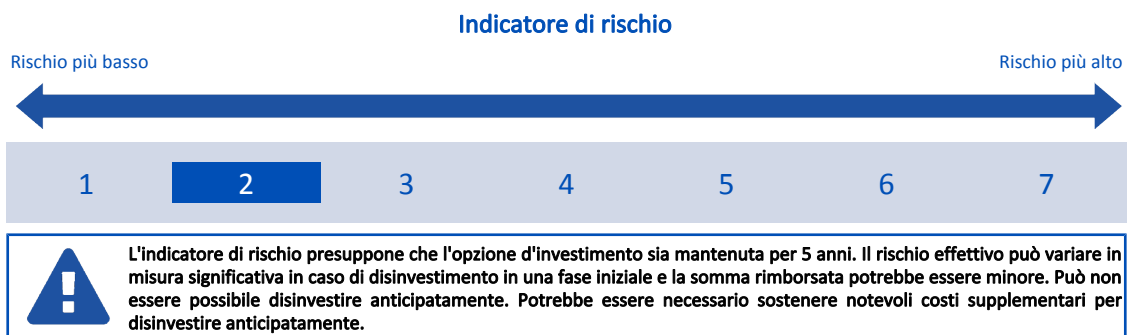 Indicatore di rischio
Rischio più basso
Rischio più alto
1 2 3 4 5 6 7
L'indicatore di rischio presuppone che l'opzione d'investimento sia mantenuta per 5 anni. Il rischio effettivo può variare in
misura significativa in caso di disinvestimento in una fase iniziale e la somma rimborsata potrebbe essere minore. Può non
essere possibile disinvestire anticipatamente. Potrebbe essere necessario sostenere notevoli costi supplementari per
disinvestire anticipatamente.